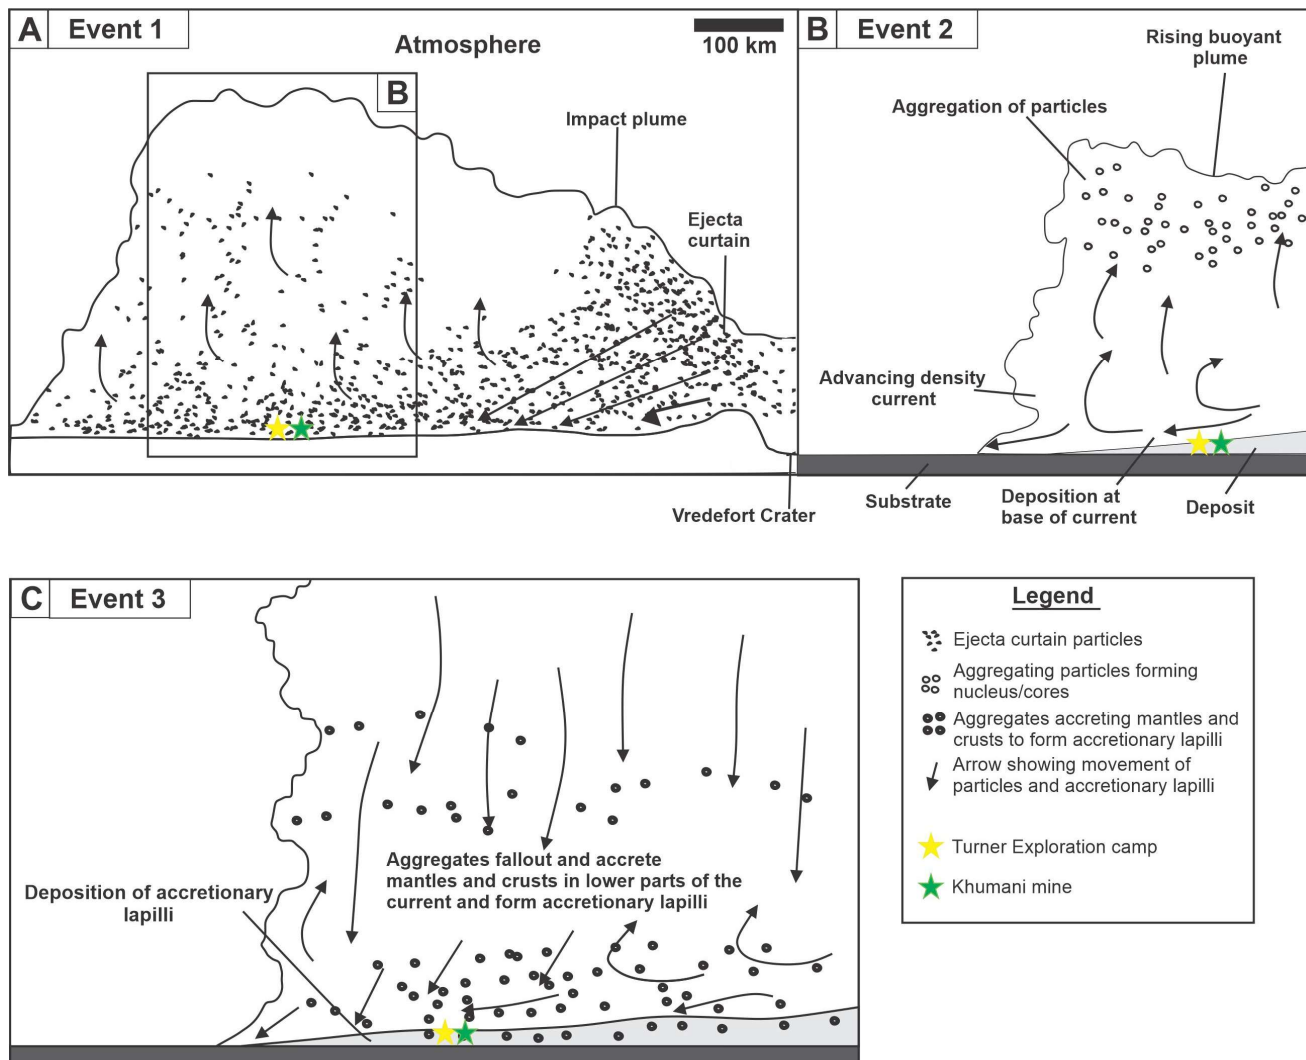 A Event 1
Atmosphere
100 km
B
Impact plume
Ejecta
curtain
Vredefort Crater
B Event 2
Rising buoyant
plume
Aggregation of particles
Advancing density
current
Substrate
Deposition at
base of current
Deposit
C Event 3
Aggregates fallout and accrete
mantles and crusts in lower parts of the
current and form accretionary lapilli
Deposition of accretionary
lapilli
Legend
Ejecta curtain particles
Aggregating particles forming
nucleus/cores
Aggregates accreting mantles and
crusts to form accretionary lapilli
Arrow showing movement of
particles and accretionary lapilli
Turner Exploration camp
Khumani mine